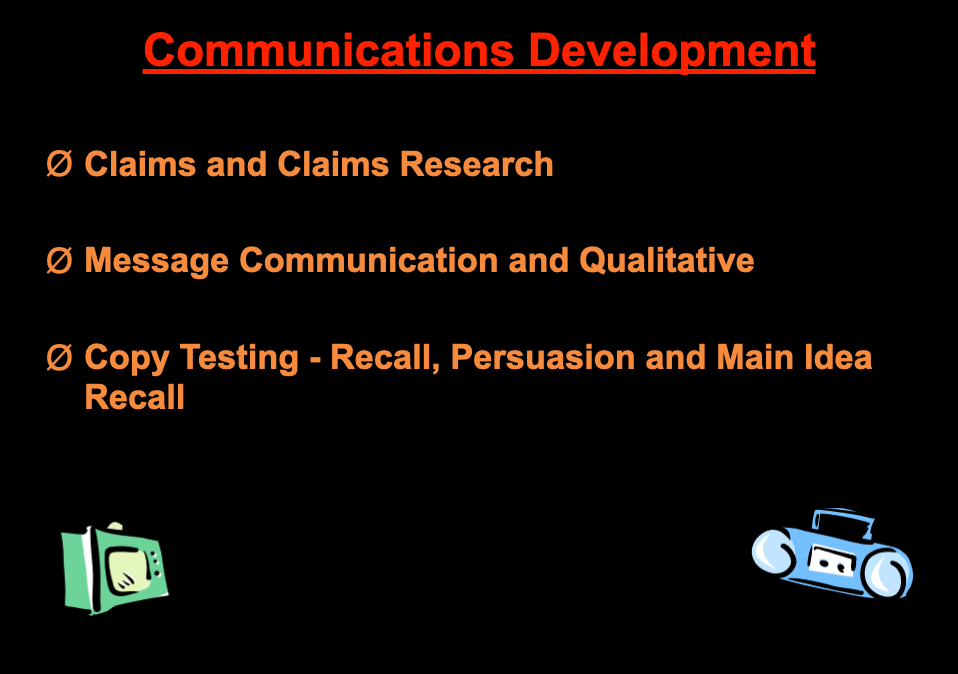 Communications Development
Ø Claims and Claims Research
Ø Message Communication and Qualitative
Ø Copy Testing - Recall, Persuasion and Main Idea
Recall